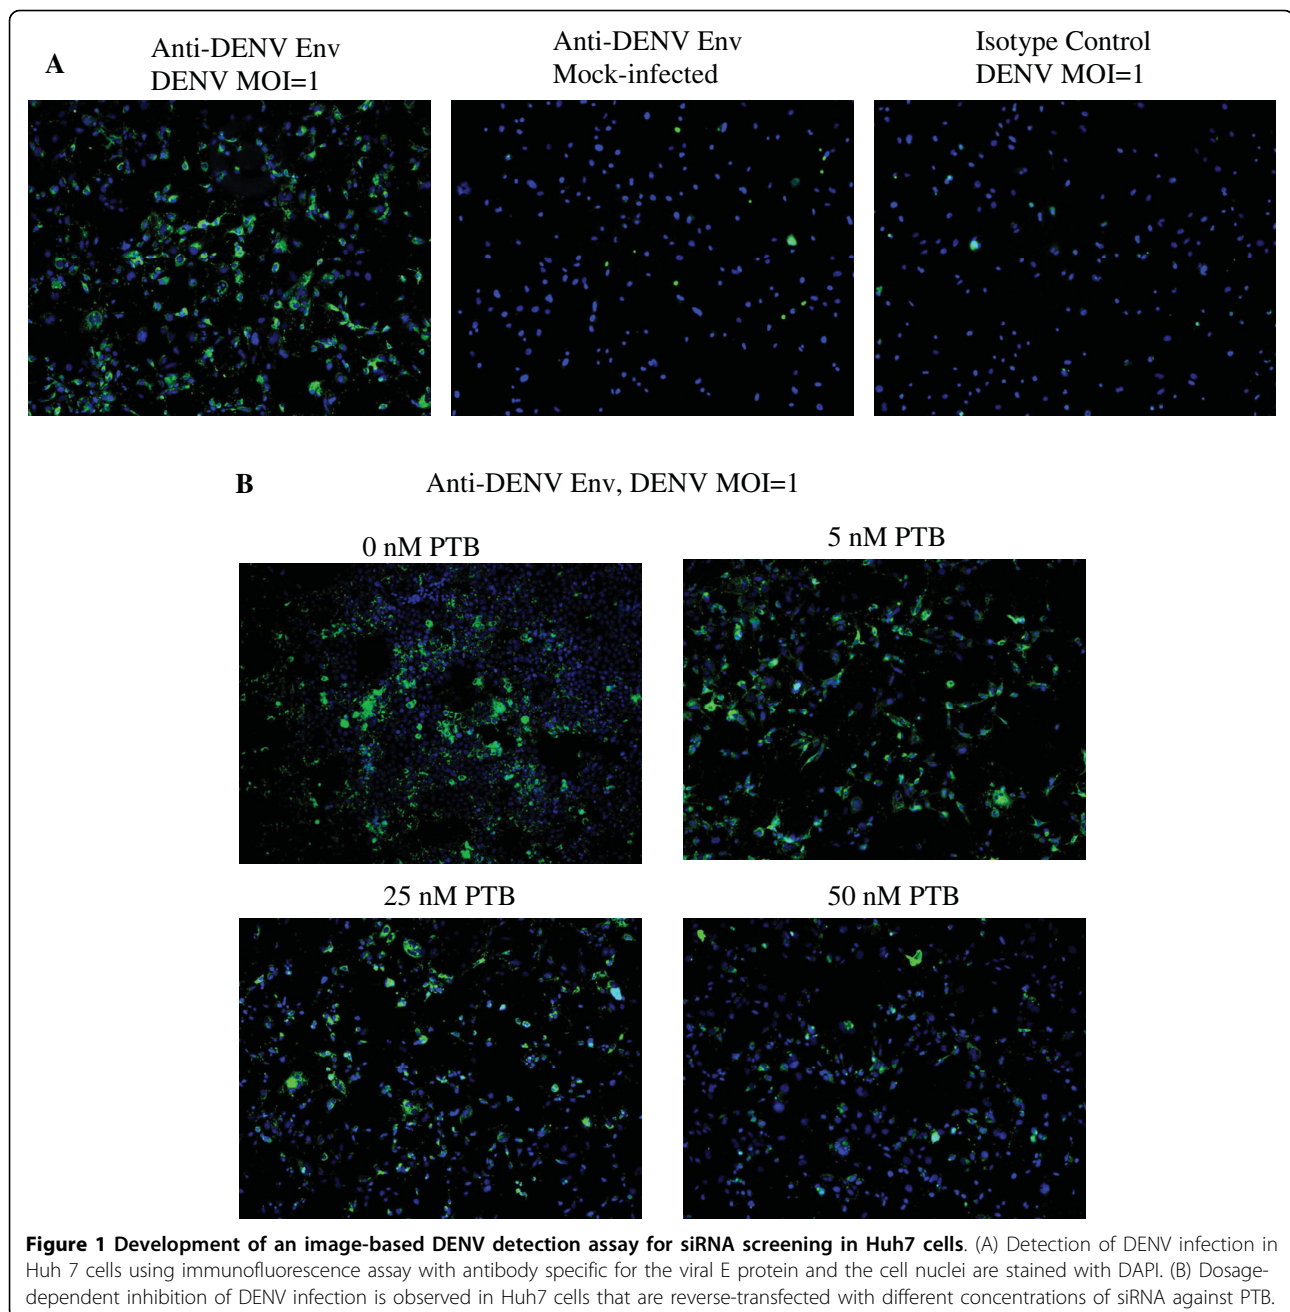 A
Anti-DENV Env
DENV MOI=1
Anti-DENV Env
Mock-infected
Isotype Control
DENV MOI=1
B
Anti-DENV Env, DENV MOI=1
0 nM PTB
5 nM PTB
25 nM PTB
50 nM PTB
Figure 1 Development of an image-based DENV detection assay for siRNA screening in Huh7 cells. (A) Detection of DENV infection in
Huh 7 cells using immunofluorescence assay with antibody specific for the viral E protein and the cell nuclei are stained with DAPI. (B) Dosage-
dependent inhibition of DENV infection is observed in Huh7 cells that are reverse-transfected with different concentrations of siRNA against PTB.